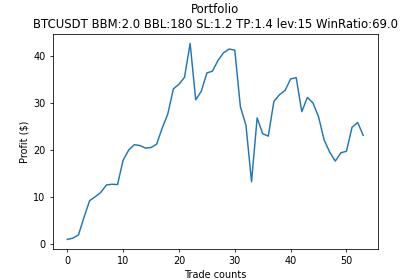 Portfolio
BTCUSDT BBM:2.0 BBL:180 SL:1.2 TP:1.4 lev:15 WinRatio:69.0
40
30
20
10
0
Profit ($)
0 10 20 30 40 50
Trade counts